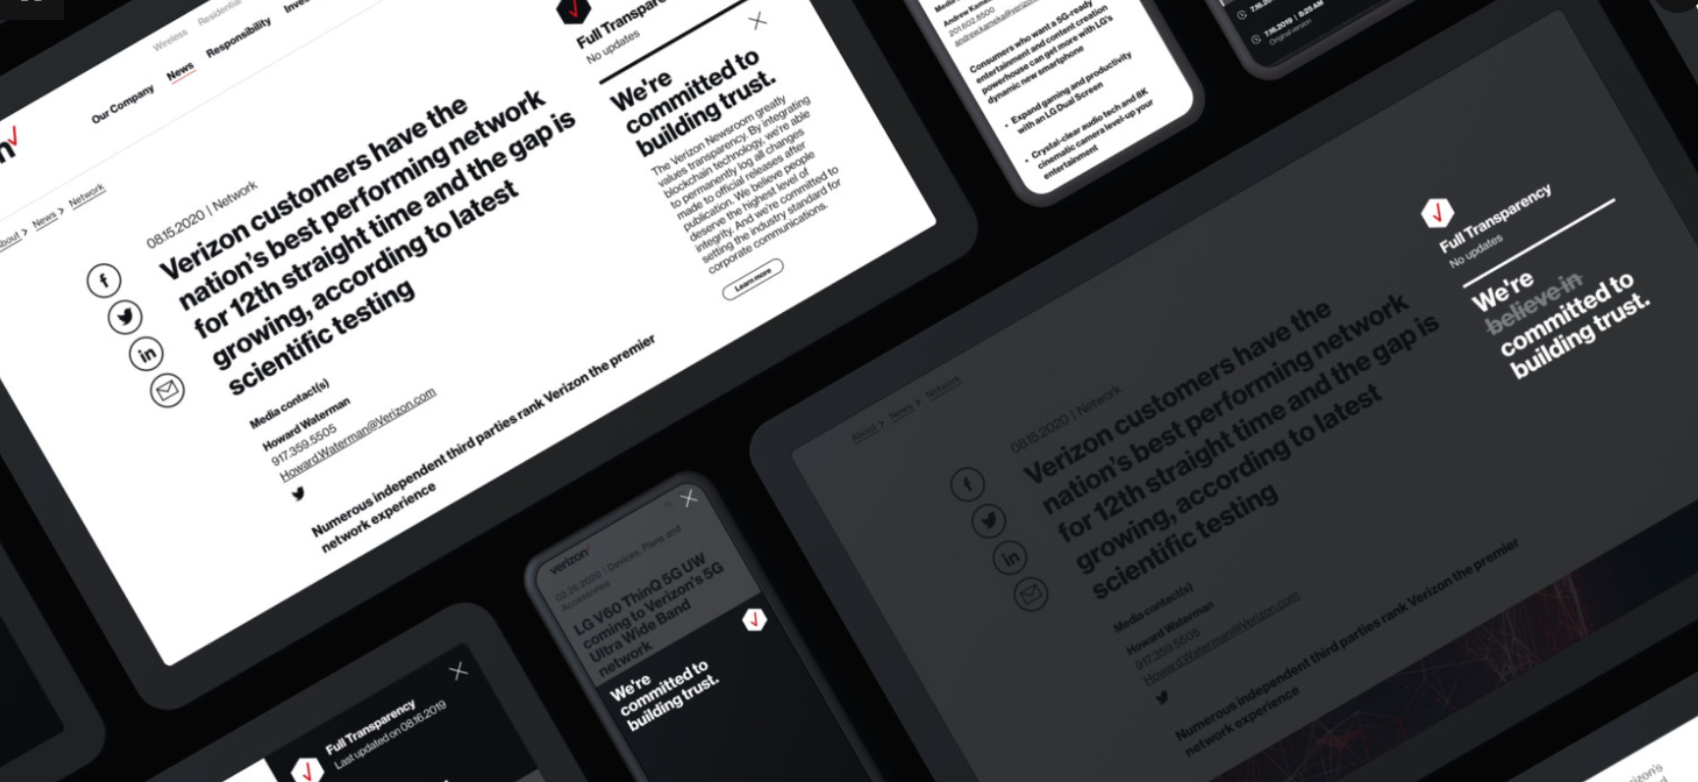 Wireless
Residential
Our Company
News
Responsibility
About > News > Network
08.15.2020 | Network
Verizon customers have the
nation's best performing network
for 12th straight time and the gap is
growing, according to latest
scientific testing
Media contact(s)
Howard Waterman
917.359.5505
Howard.Waterman@Verizon.com
Numerous independent third parties rank Verizon the premier
network experience
Full Transparency
No updates
We're
committed to
building trust.
The Verizon Newsroom greatly
values transparency. By integrating
blockchain technology, we're able
to permanently log all changes
made to official releases after
publication. We believe people
deserve the highest level of
integrity. And we're committed to
setting the industry standard for
corporate communications.
Learn more
201.602.8500
Consumers who want a 5G-ready
entertainment and content creation
powerhouse can get more with LG's
dynamic new smartphone
• Expand gaming and productivity
with an LG Dual Screen
• Crystal-clear audio tech and 8K
cinematic camera level-up your
entertainment
7.16.2019 | 8:25 AM
Original version
Full Transparency
No updates
We're
believe in
committed to
building trust.
About > News > Network
08.15.2020 | Network
Verizon customers have the
nation's best performing network
for 12th straight time and the gap is
growing, according to latest
scientific testing
Media contact(s)
Howard Waterman
917.359.5505
Howard.Waterman@Verizon.com
Numerous independent third parties rank Verizon the premier
network experience
verizon
02.26.2020 | Devices, Plans and
Accessories
LG V60 ThinQ 5G UW
coming to Verizon's 5G
Ultra Wide Band
network
We're
committed to
building trust.
Full Transparency
Last updated on 08.16.2019